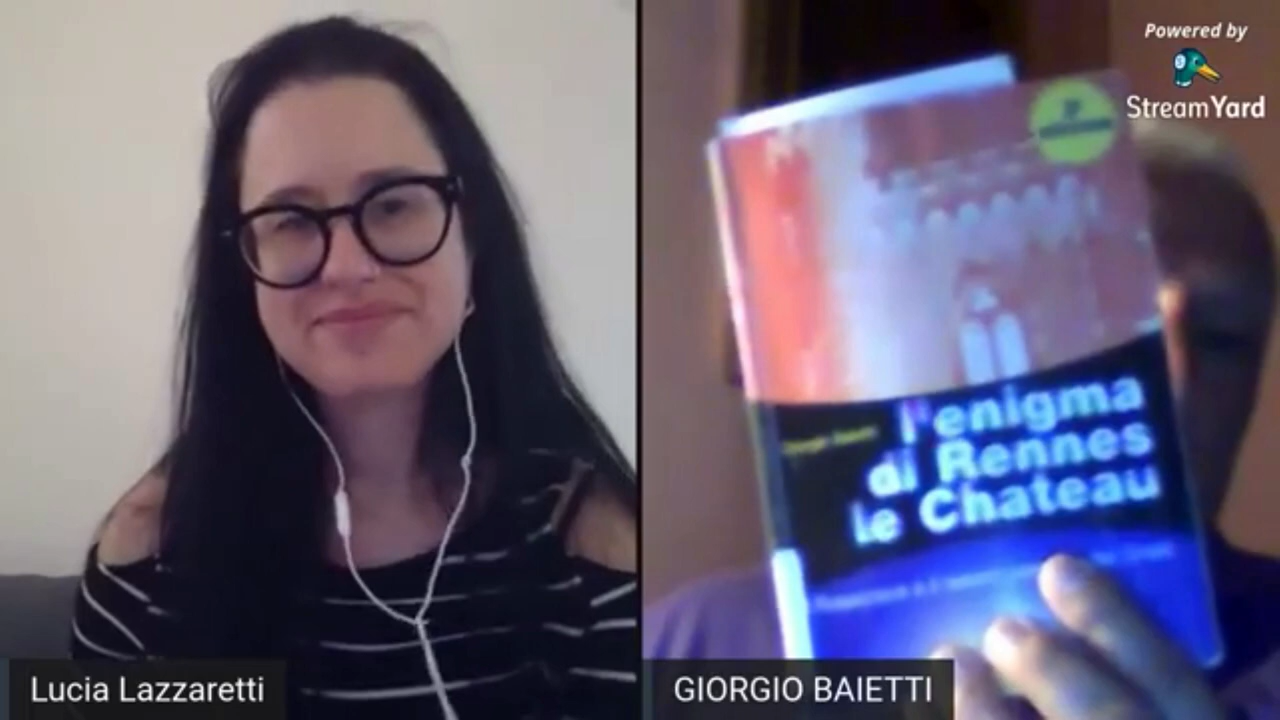 Powered by
StreamYard
l'enigma
di Rennes
le Chateau
Lucia Lazzaretti
GIORGIO BAIETTI